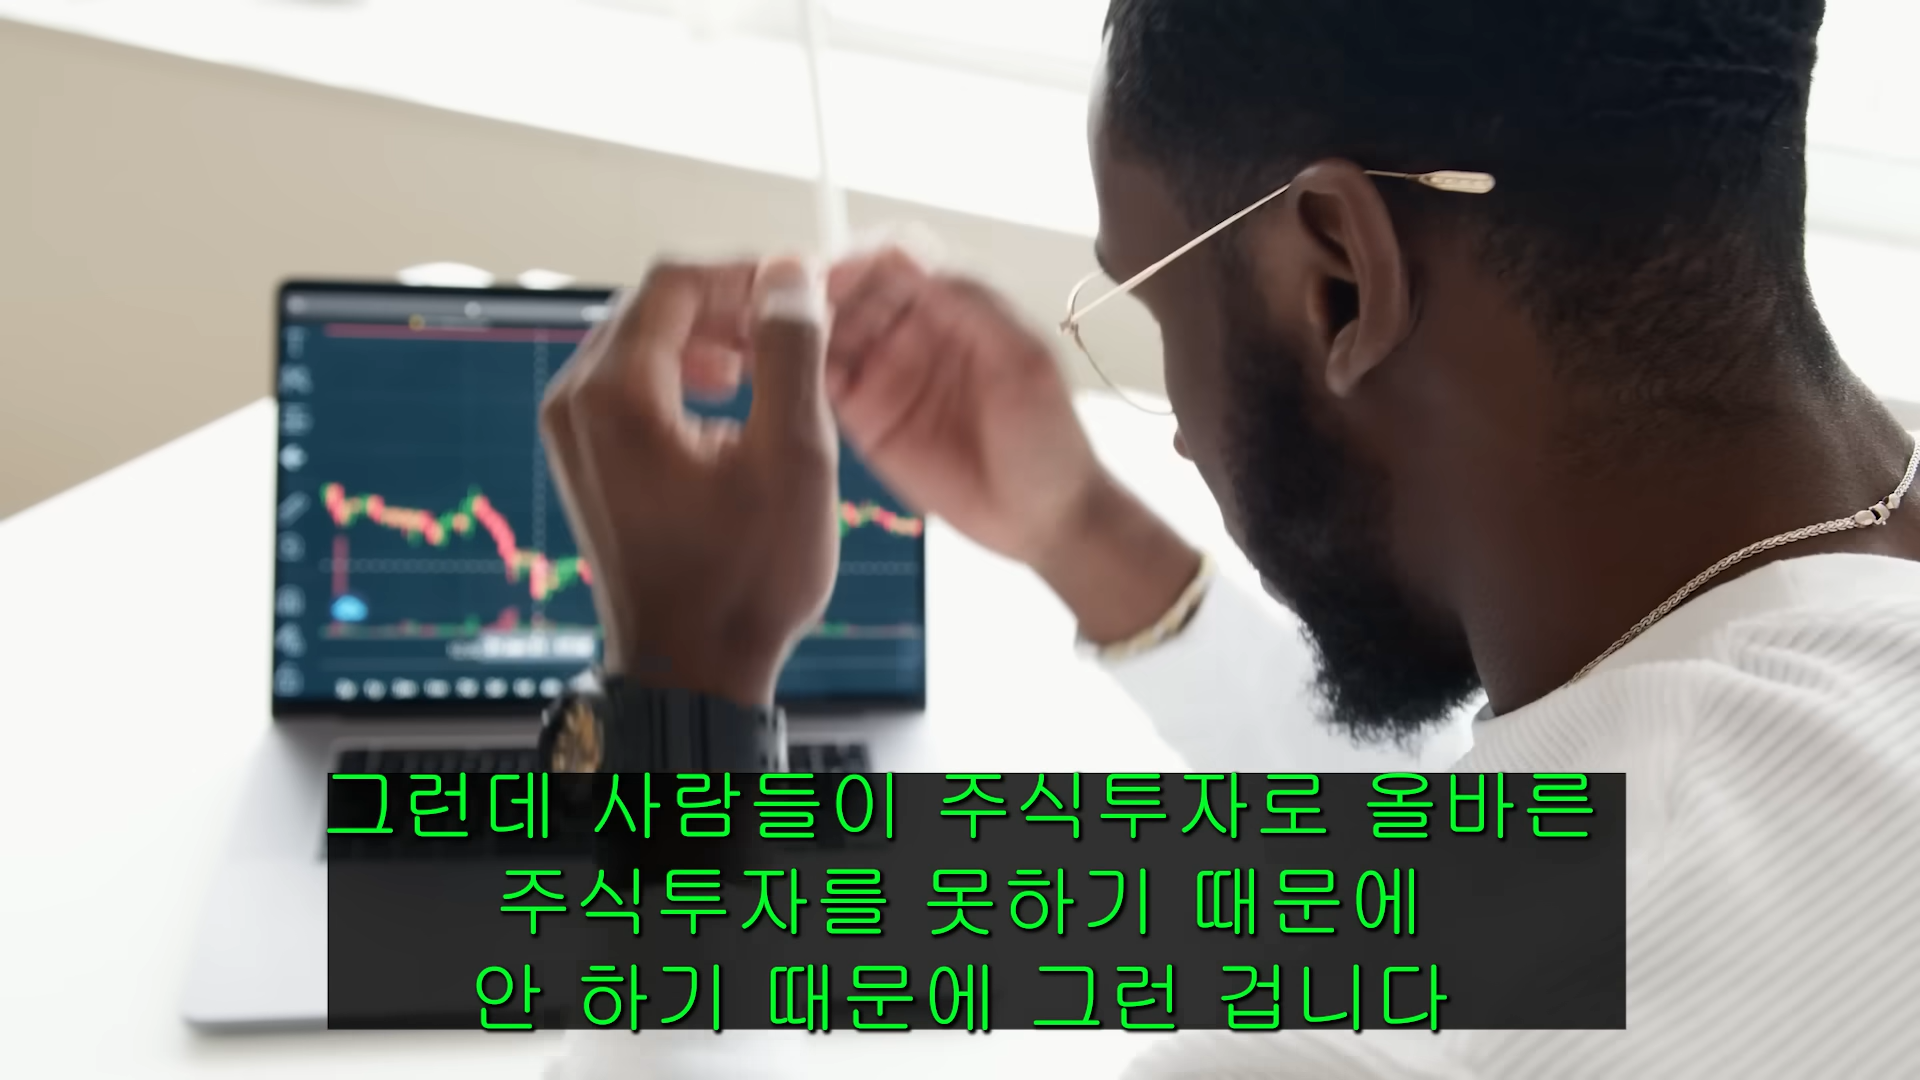 그런데 사람들이 주식투자로 올바른
주식투자를 못하기 때문에
안 하기 때문에 그런 겁니다